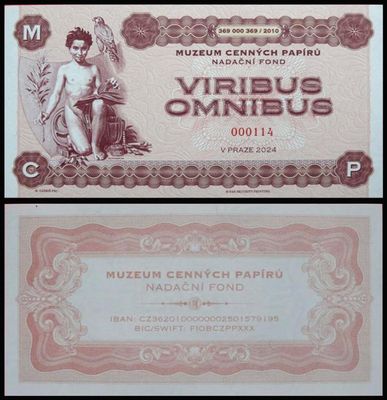 M
369 000 369 / 2010
MUZEUM CENNÝCH PAPÍRŮ
NADAČNÍ FOND
VIRIBUS
OMNIBUS
000114
V PRAZE 2024
C
P
MUZEUM CENNÝCH PAPÍRŮ
NADAČNÍ FOND
IBAN: CZ3620100000002501579195
BIC/SWIFT: FIOBCZPPXXX